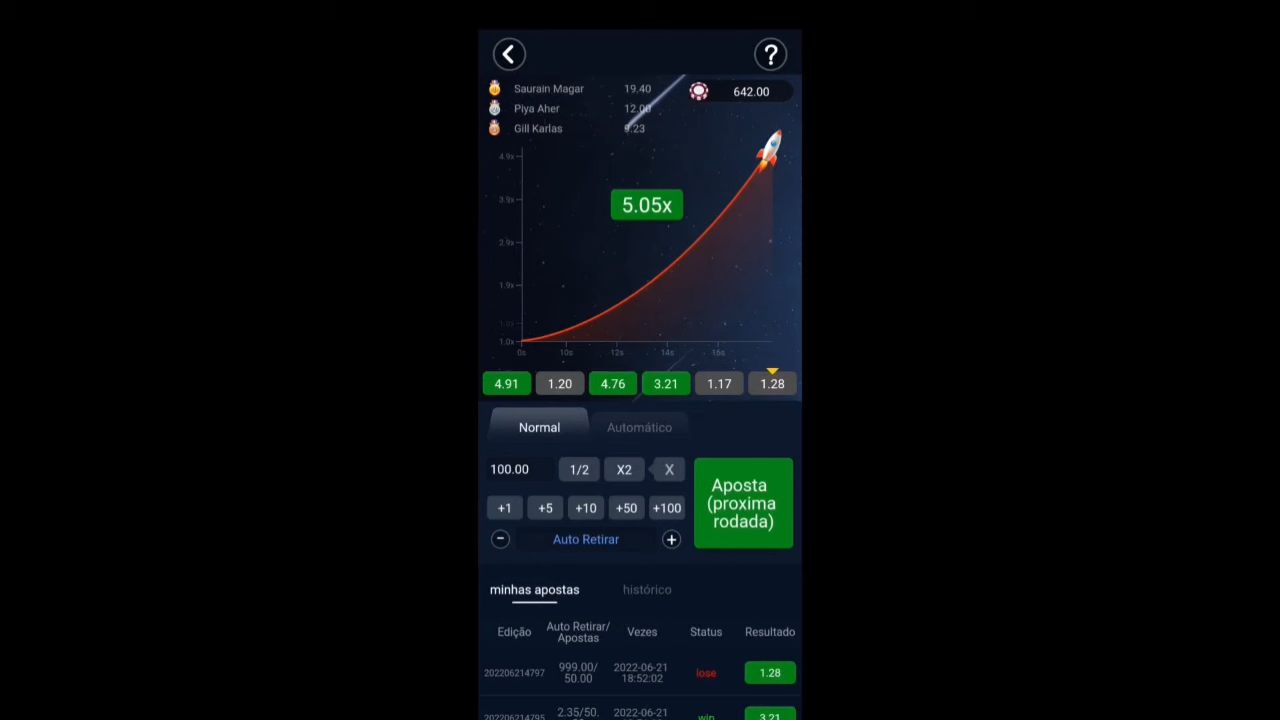 ?
Saurain Magar 19.40
642.00
Piya Aher 12.00
Gill Karlas 9.23
4.9x
3.9x
5.05x
2.9x
1.9x
1.0x
0s 10s 12s 14s 16s
4.91 1.20 4.76 3.21 1.17 1.28
Normal Automático
100.00 1/2 X2 X
Aposta
(proxima
rodada)
+1 +5 +10 +50 +100
− Auto Retirar +
minhas apostas histórico
Edição Auto Retirar/
Apostas Vezes Status Resultado
202206214797 999.00/
50.00 2022-06-21
18:52:02 lose 1.28
202206214795 2.35/50. 2022-06-21 win 3.21